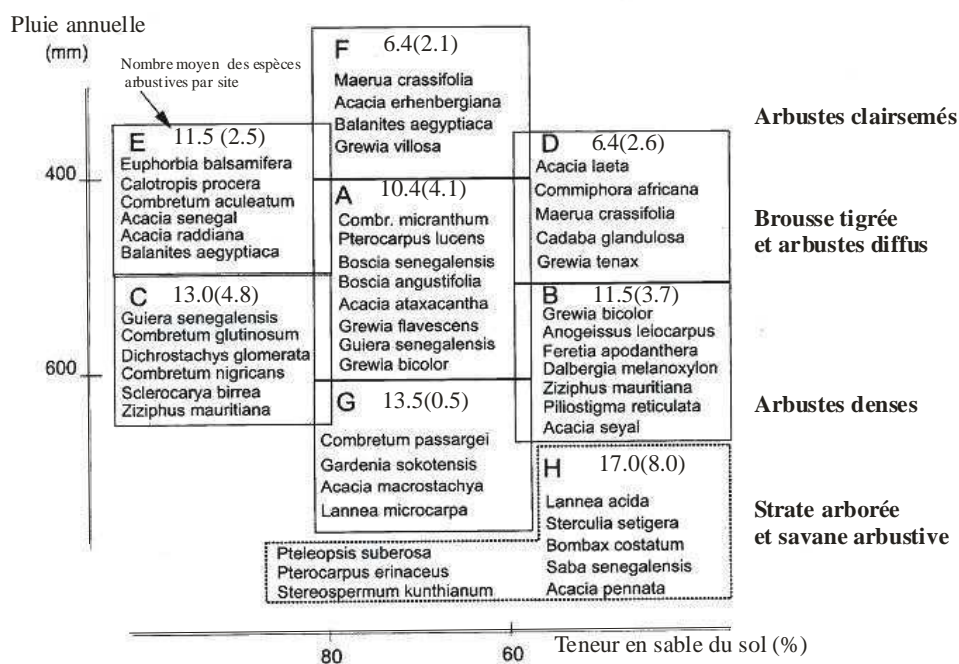 Pluie annuelle
(mm)
Nombre moyen des espèces
arbustives par site
F 6.4(2.1)
Maerua crassifolia
Acacia erhenbergiana
Balanites aegyptiaca
Grewia villosa
Arbustes clairsemés
E 11.5 (2.5)
Euphorbia balsamifera
Calotropis procera
Combretum aculeatum
Acacia senegal
Acacia raddiana
Balanites aegyptiaca
400
A 10.4(4.1)
Combr. micranthum
Pterocarpus lucens
Boscia senegalensis
Boscia angustifolia
Acacia ataxacantha
Grewia flavescens
Guiera senegalensis
Grewia bicolor
D 6.4(2.6)
Acacia laeta
Commiphora africana
Maerua crassifolia
Cadaba glandulosa
Grewia tenax
Brousse tigrée
et arbustes diffus
C 13.0(4.8)
Guiera senegalensis
Combretum glutinosum
Dichrostachys glomerata
Combretum nigricans
Sclerocarya birrea
Ziziphus mauritiana
600
B 11.5(3.7)
Grewia bicolor
Anogeissus leiocarpus
Feretia apodanthera
Dalbergia melanoxylon
Ziziphus mauritiana
Piliostigma reticulata
Acacia seyal
Arbustes denses
G 13.5(0.5)
Combretum passargei
Gardenia sokotensis
Acacia macrostachya
Lannea microcarpa
H 17.0(8.0)
Lannea acida
Sterculia setigera
Bombax costatum
Saba senegalensis
Acacia pennata
Strate arborée
et savane arbustive
Pteleopsis suberosa
Pterocarpus erinaceus
Stereospermum kunthianum
80
60
Teneur en sable du sol (%)